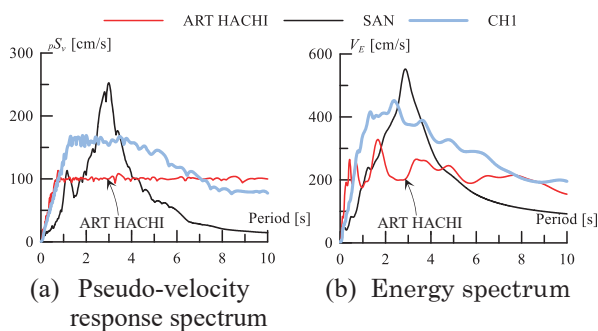 ART HACHI SAN CH1
pSv [cm/s]
300
200
100
0
0 2 4 6 8 10
Period [s]
ART HACHI
(a) Pseudo-velocity
response spectrum
VE [cm/s]
600
400
200
0
0 2 4 6 8 10
Period [s]
ART HACHI
(b) Energy spectrum